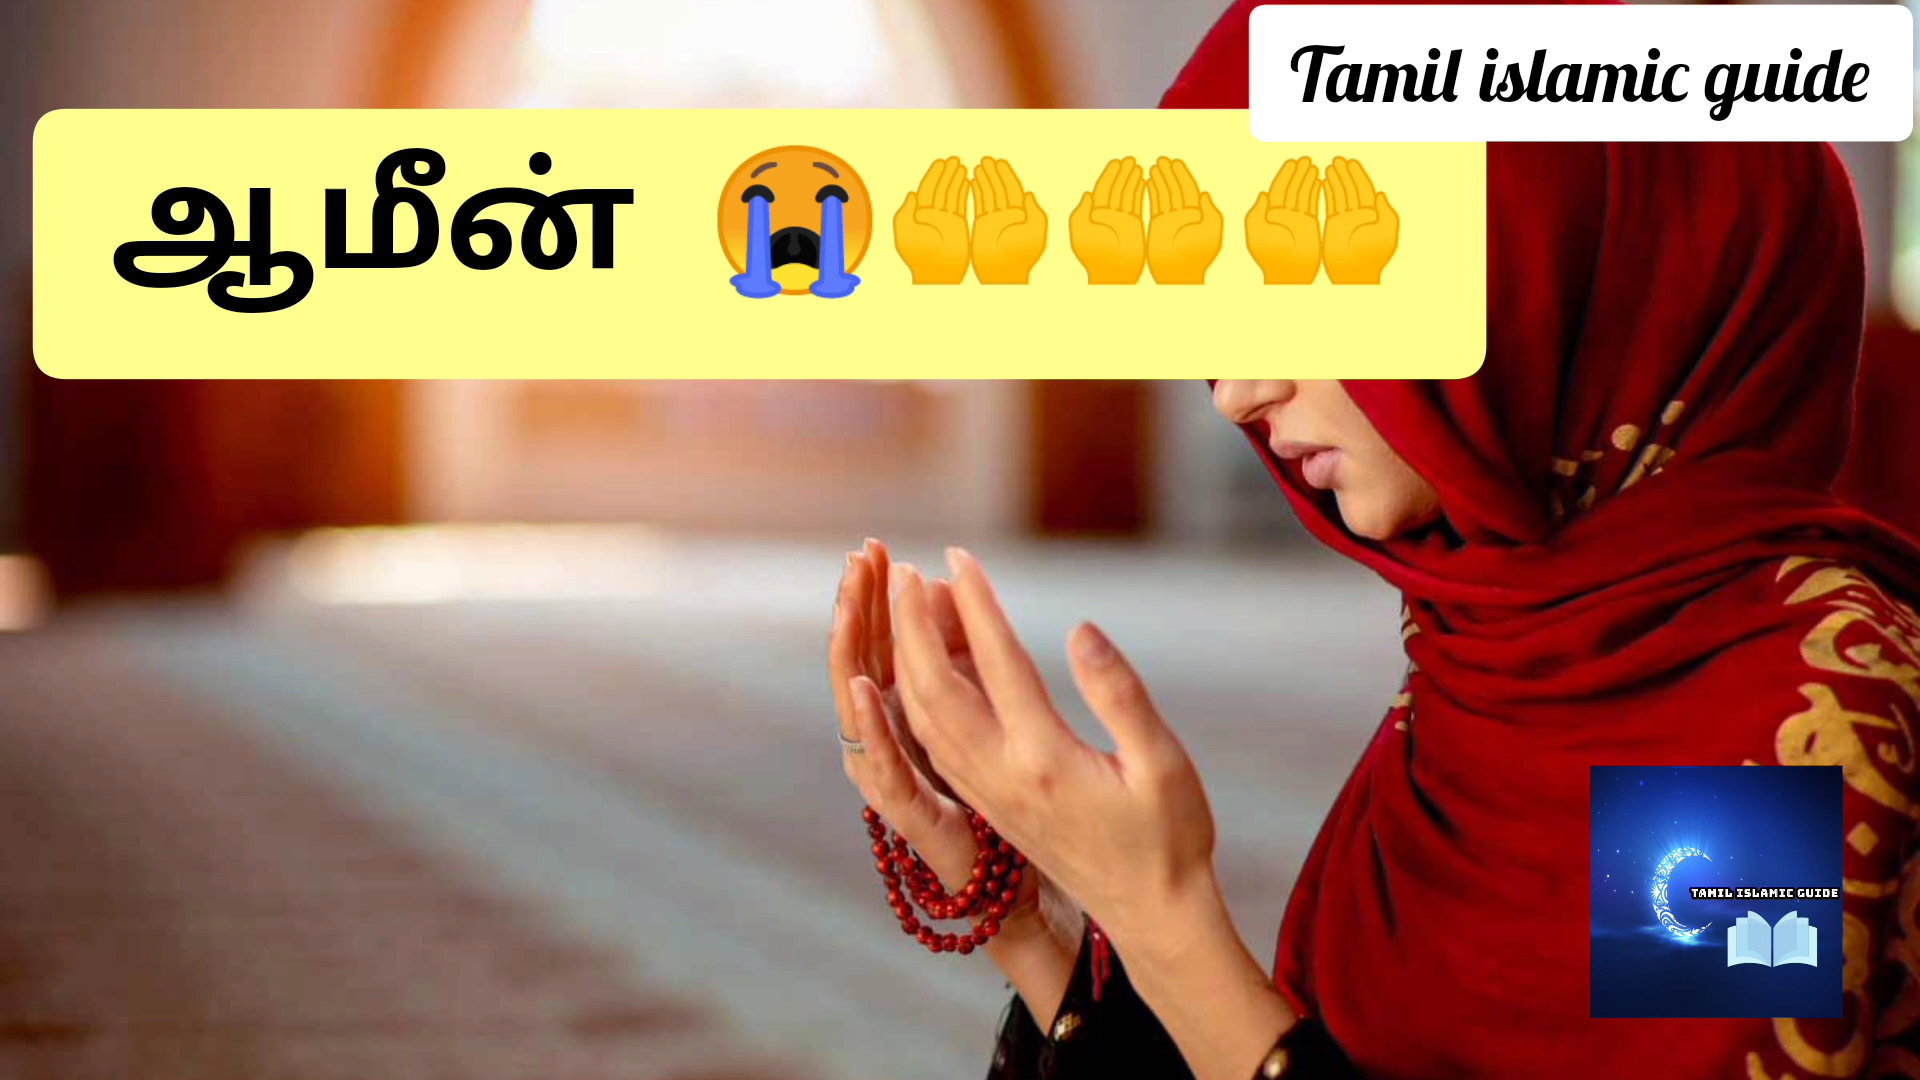 Tamil islamic guide
ஆமீன் 😭🤲🤲🤲
TAMIL ISLAMIC GUIDE